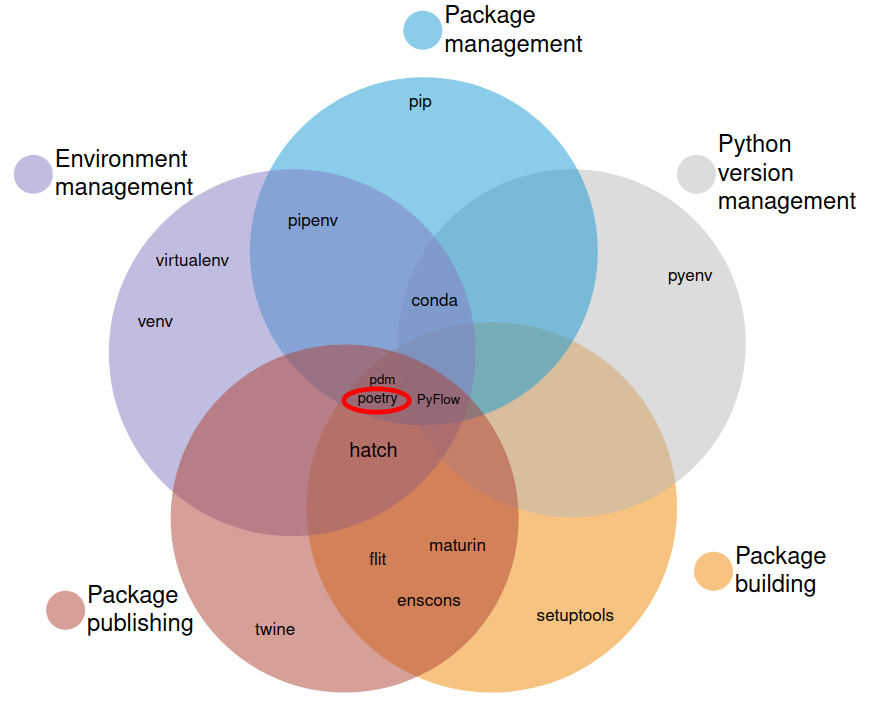 Package
management
pip
Environment
management
Python
version
management
pipenv
virtualenv
pyenv
conda
venv
pdm
poetry
PyFlow
hatch
maturin
flit
Package
building
enscons
Package
publishing
setuptools
twine